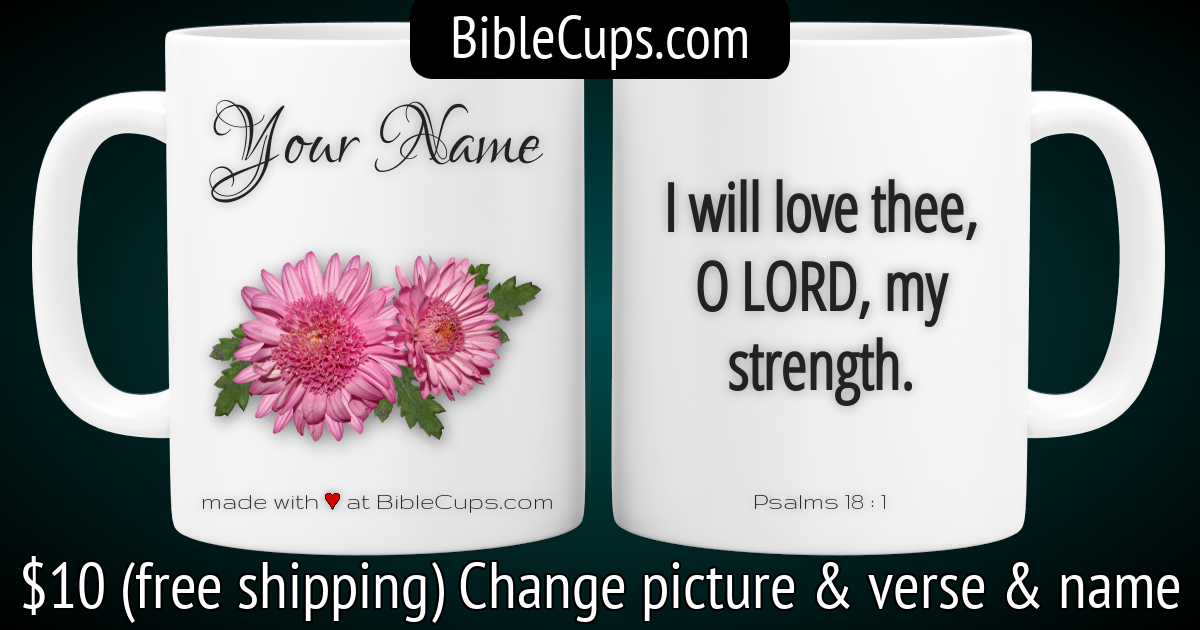 BibleCups.com
Your Name
made with ♥ at BibleCups.com
I will love thee,
O LORD, my
strength.
Psalms 18 : 1
$10 (free shipping) Change picture & verse & name